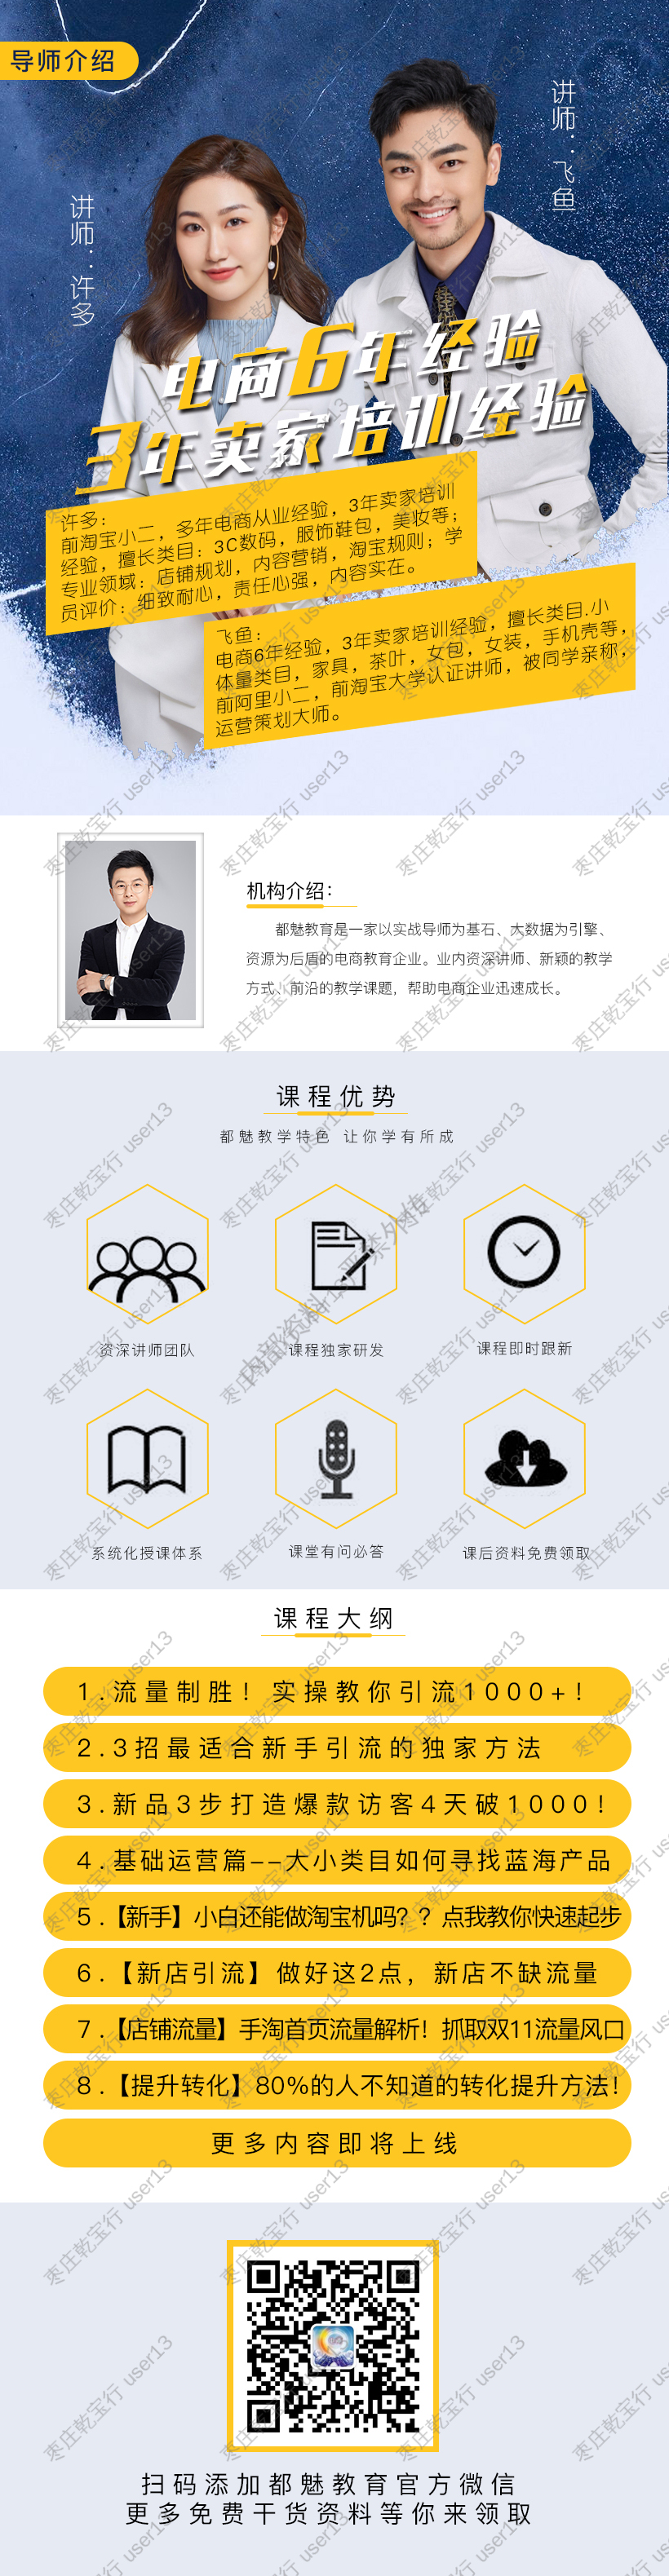 导师介绍
讲师：飞鱼
讲师：许多
电商6年经验
3年卖家培训经验
许多：
前淘宝小二，多年电商从业经验，3年卖家培训
经验，擅长类目：3C数码，服饰鞋包，美妆等；
专业领域：店铺规划，内容营销，淘宝规则；学
员评价：细致耐心，责任心强，内容实在。
飞鱼：
电商6年经验，3年卖家培训经验，擅长类目.小
体量类目，家具，茶叶，女包，女装，手机壳等，
前阿里小二，前淘宝大学认证讲师，被同学亲称，
运营策划大师。
机构介绍：
都魅教育是一家以实战导师为基石、大数据为引擎、
资源为后盾的电商教育企业。业内资深讲师、新颖的教学
方式、前沿的教学课题，帮助电商企业迅速成长。
课程优势
都魅教学特色 让你学有所成
资深讲师团队
课程独家研发
课程即时跟新
系统化授课体系
课堂有问必答
课后资料免费领取
内部资料 严禁外传
课程大纲
1.流量制胜！实操教你引流1000+！
2.3招最适合新手引流的独家方法
3.新品3步打造爆款访客4天破1000!
4.基础运营篇--大小类目如何寻找蓝海产品
5.【新手】小白还能做淘宝机吗？？点我教你快速起步
6.【新店引流】做好这2点，新店不缺流量
7.【店铺流量】手淘首页流量解析！抓取双11流量风口
8.【提升转化】80%的人不知道的转化提升方法!
更多内容即将上线
扫码添加都魅教育官方微信
更多免费干货资料等你来领取
枣庄乾宝行 user13